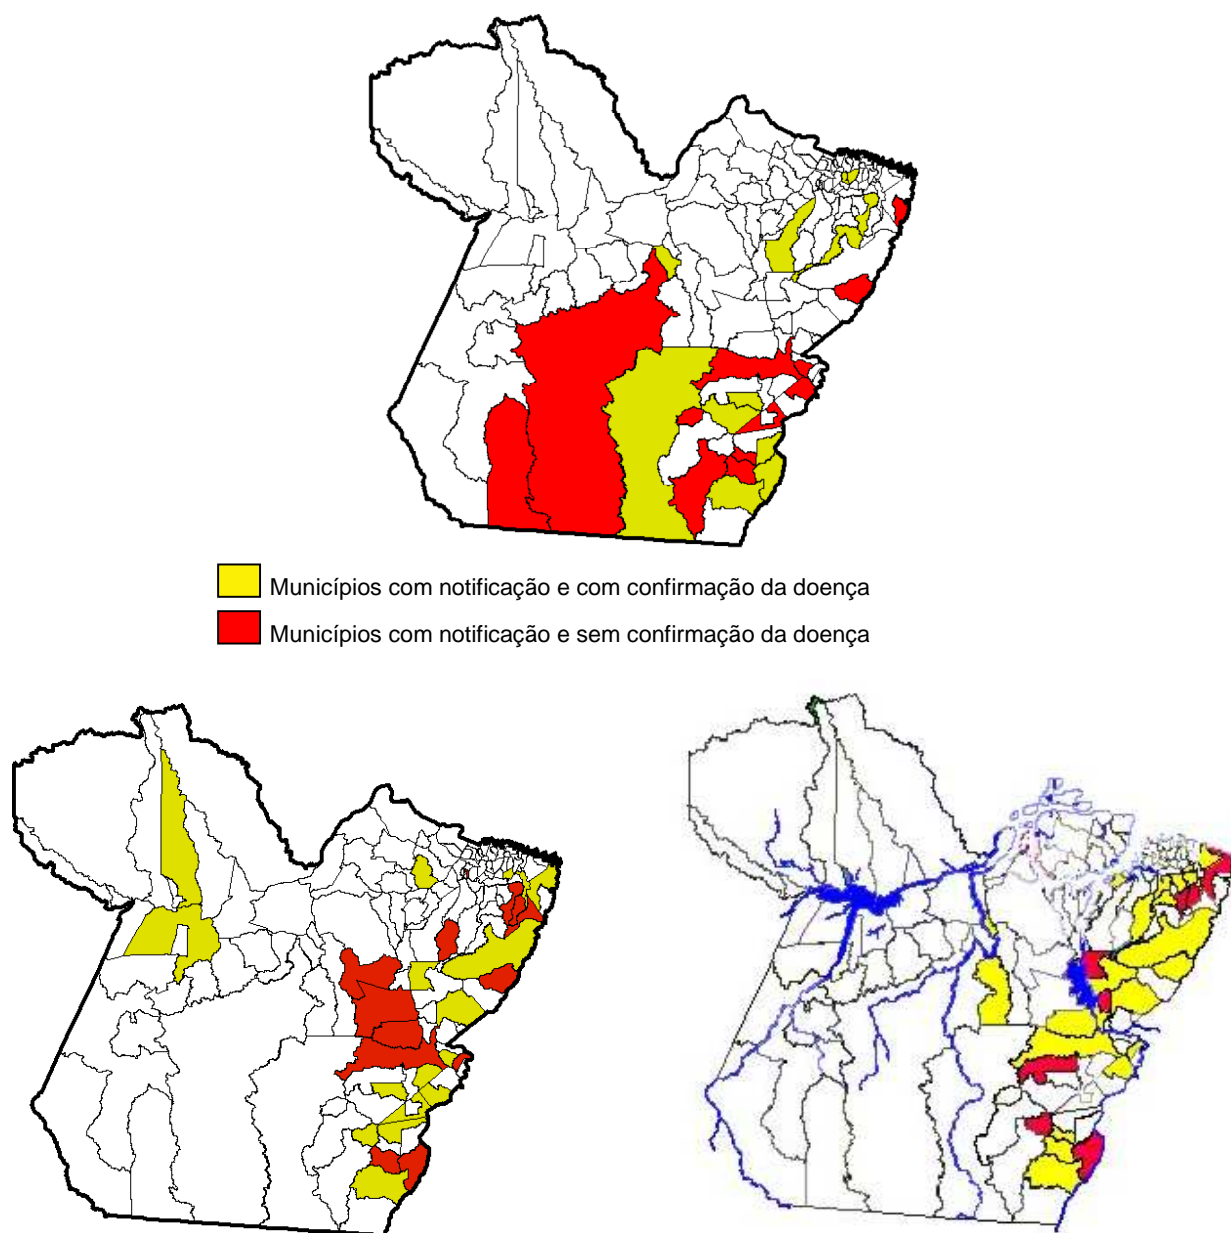 Municípios com notificação e com confirmação da doença
Municípios com notificação e sem confirmação da doença